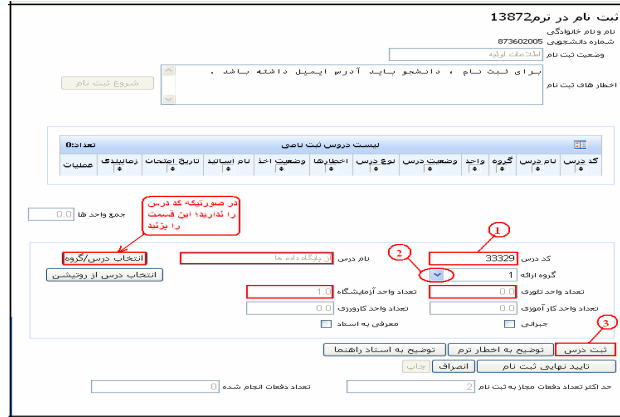 ثبت نام در ترم13872
نام و نام خانوادگی
شماره دانشجویی 873602005
وضعیت ثبت نام اطلاعات اولیه
اخطار های ثبت نام برای ثبت نام ، دانشجو باید آدرس ایمیل داشته باشد .
شروع ثبت نام
لیست دروس ثبت نامی تعداد:0
کد درس نام درس گروه واحد وضعیت درس نوع درس اخطارها وضعیت اخذ نام اساتید تاریخ امتحان زمانبندی عملیات
جمع واحد ها 0.0
در صورتیکه کد درس
را ندارید؛ این قسمت
را بزنید
1
کد درس 33329 نام درس از پایگاه داده ها انتخاب درس/گروه
2
گروه ارائه 1 انتخاب درس از روتیشن
تعداد واحد تئوری 0.0 تعداد واحد آزمایشگاه 1.0
تعداد واحد کار آموزی 0.0 تعداد واحد کارورزی 0.0
جبرانی معرفی به استاد
3
ثبت درس توضیح به اخطار ترم توضیح به استاد راهنما
تایید نهایی ثبت نام انصراف چاپ
حد اکثر تعداد دفعات مجاز به ثبت نام 2 تعداد دفعات انجام شده 0